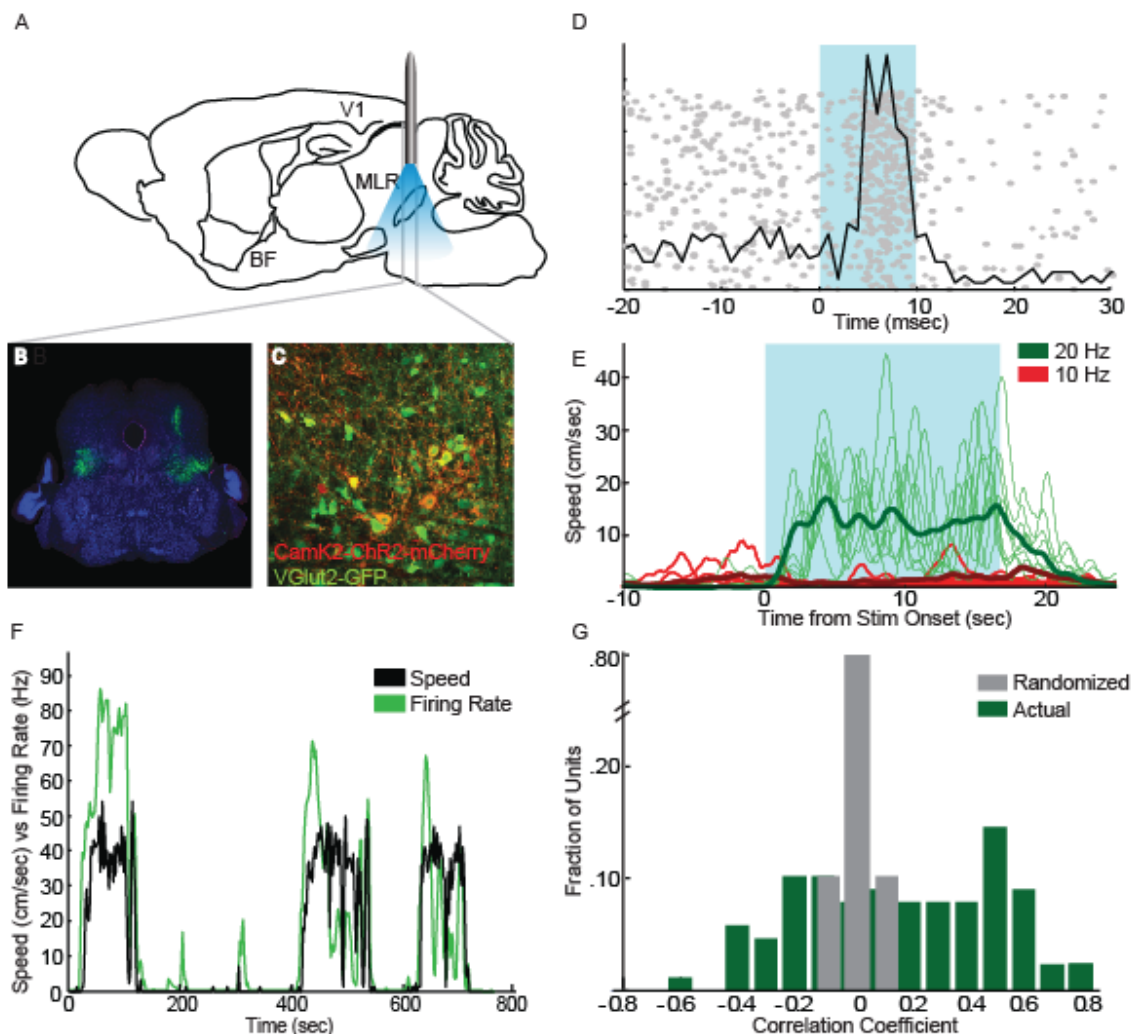 A
V1
MLR
BF
B B
C
CamK2-ChR2-mCherry
VGlut2-GFP
D
-20 -10 0 10 20 30
Time (msec)
E
20 Hz
10 Hz
40
30
20
10
0
-10 0 10 20
Speed (cm/sec)
Time from Stim Onset (sec)
F
Speed
Firing Rate
90
80
70
60
50
40
30
20
10
0
0 200 400 600 800
Speed (cm/sec) vs Firing Rate (Hz)
Time (sec)
G
Randomized
Actual
.80
.20
.10
-0.8 -0.6 -0.4 -0.2 0 0.2 0.4 0.6 0.8
Fraction of Units
Correlation Coefficient